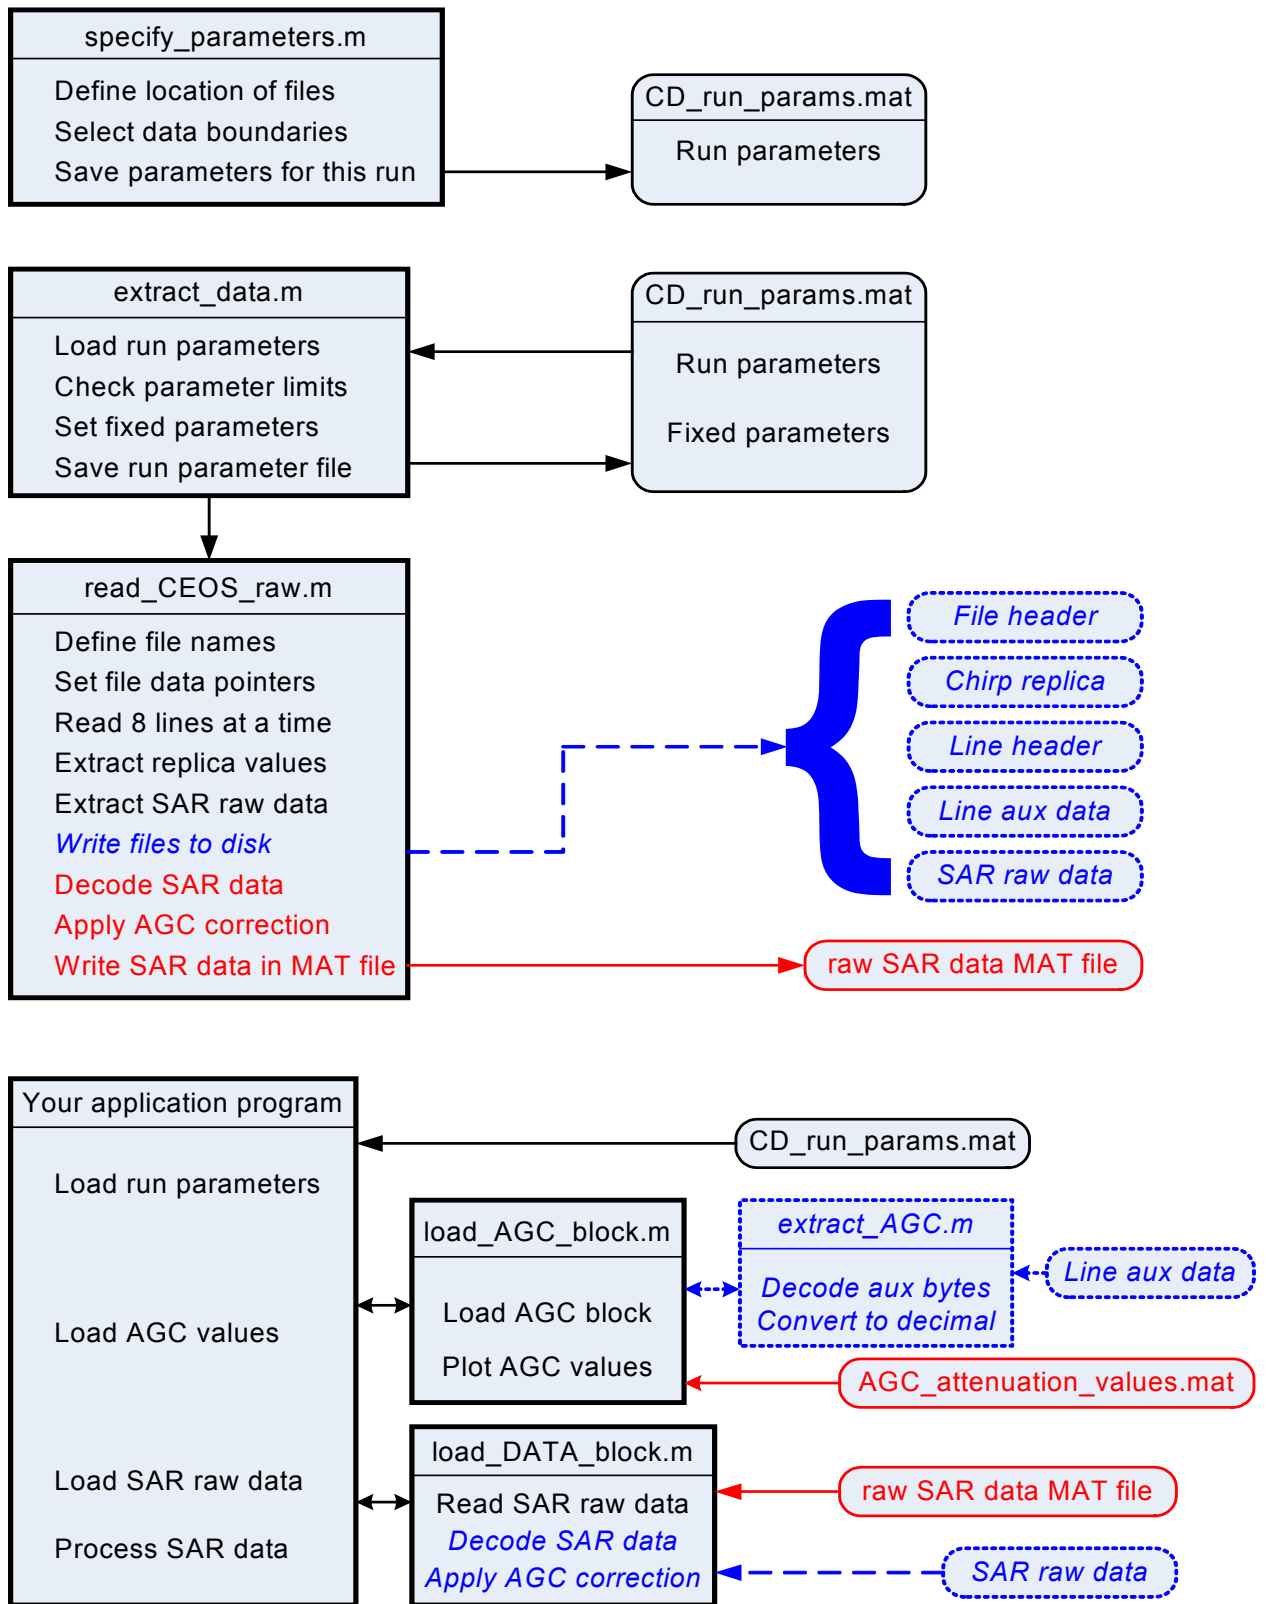 specify_parameters.m
Define location of files
Select data boundaries
Save parameters for this run
CD_run_params.mat
Run parameters
extract_data.m
Load run parameters
Check parameter limits
Set fixed parameters
Save run parameter file
CD_run_params.mat
Run parameters
Fixed parameters
read_CEOS_raw.m
Define file names
Set file data pointers
Read 8 lines at a time
Extract replica values
Extract SAR raw data
Write files to disk
Decode SAR data
Apply AGC correction
Write SAR data in MAT file
File header
Chirp replica
Line header
Line aux data
SAR raw data
raw SAR data MAT file
Your application program
Load run parameters
Load AGC values
Load SAR raw data
Process SAR data
CD_run_params.mat
load_AGC_block.m
Load AGC block
Plot AGC values
extract_AGC.m
Decode aux bytes
Convert to decimal
Line aux data
AGC_attenuation_values.mat
load_DATA_block.m
Read SAR raw data
Decode SAR data
Apply AGC correction
raw SAR data MAT file
SAR raw data